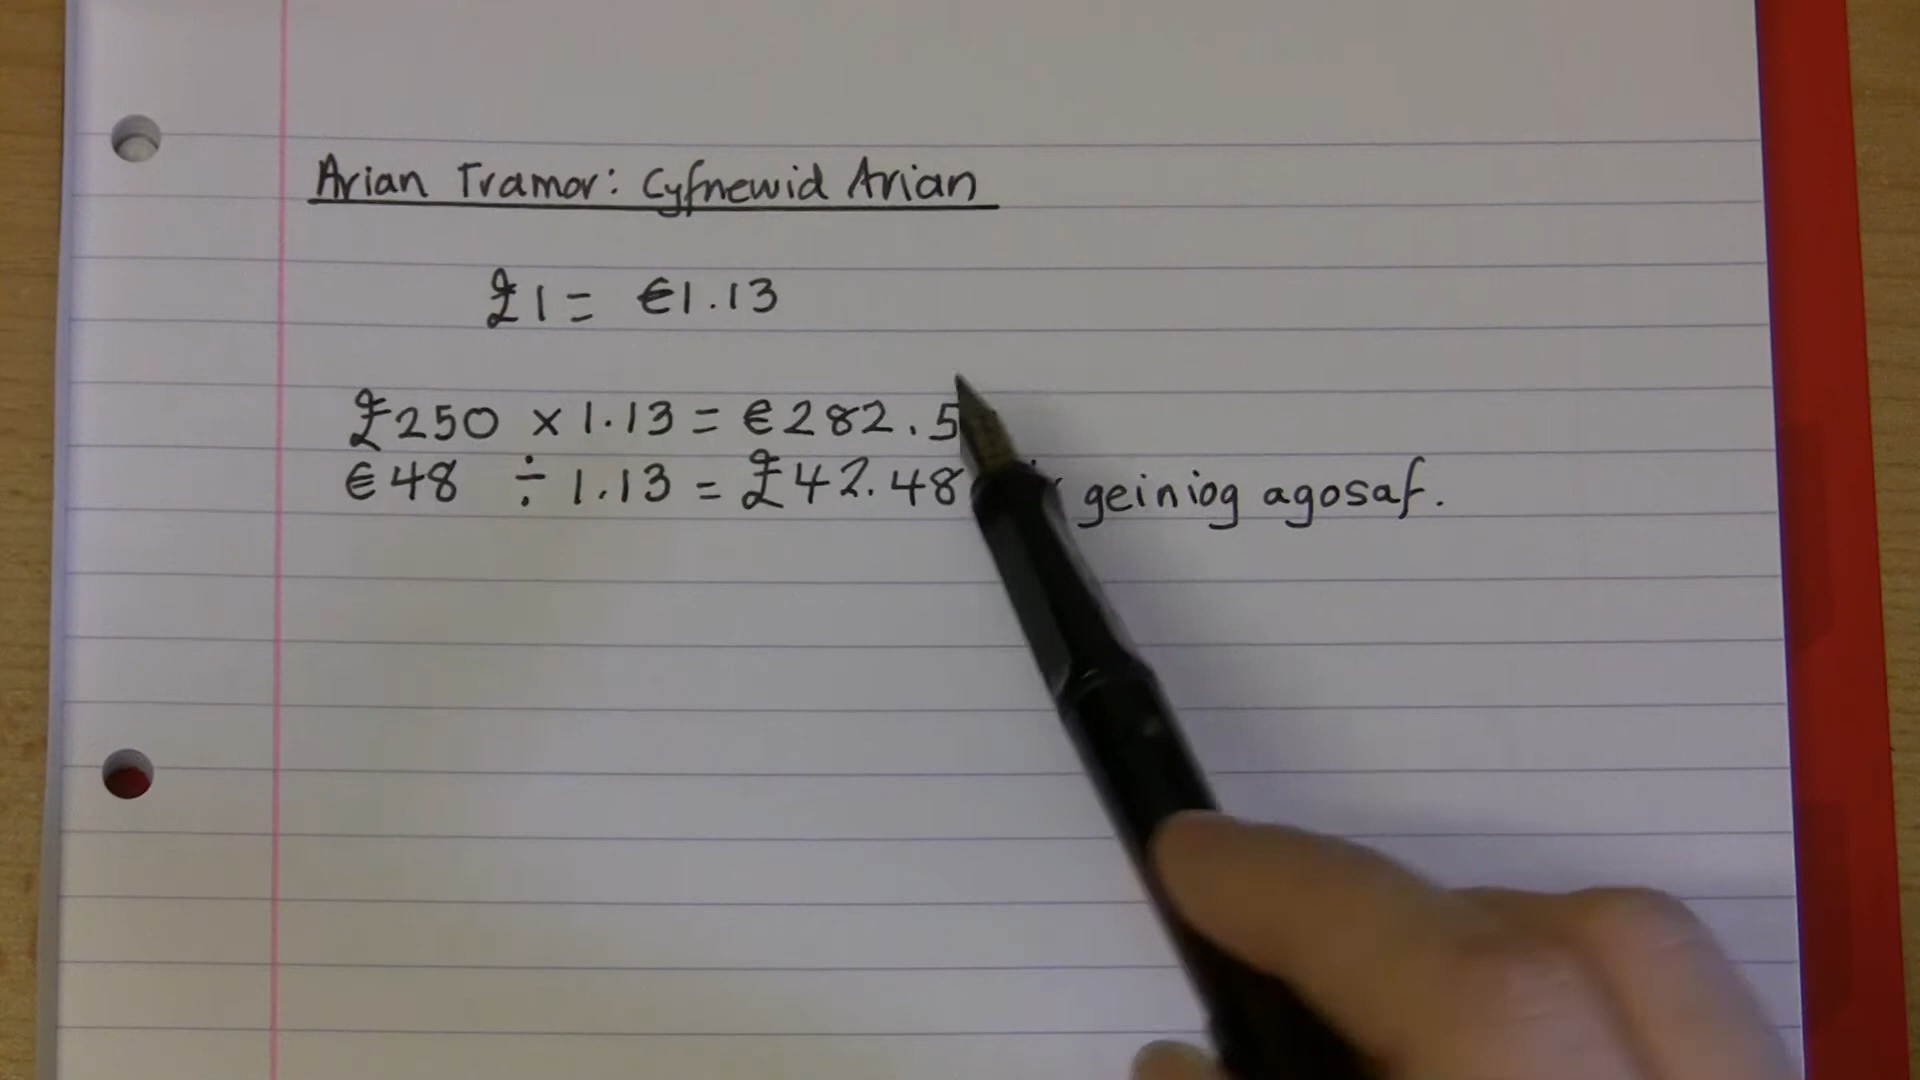 Arian Tramor: Cyfnewid Arian
£1 = €1.13
£250 × 1.13 = €282.5
€48 ÷ 1.13 = £42.48 geiniog agosaf.